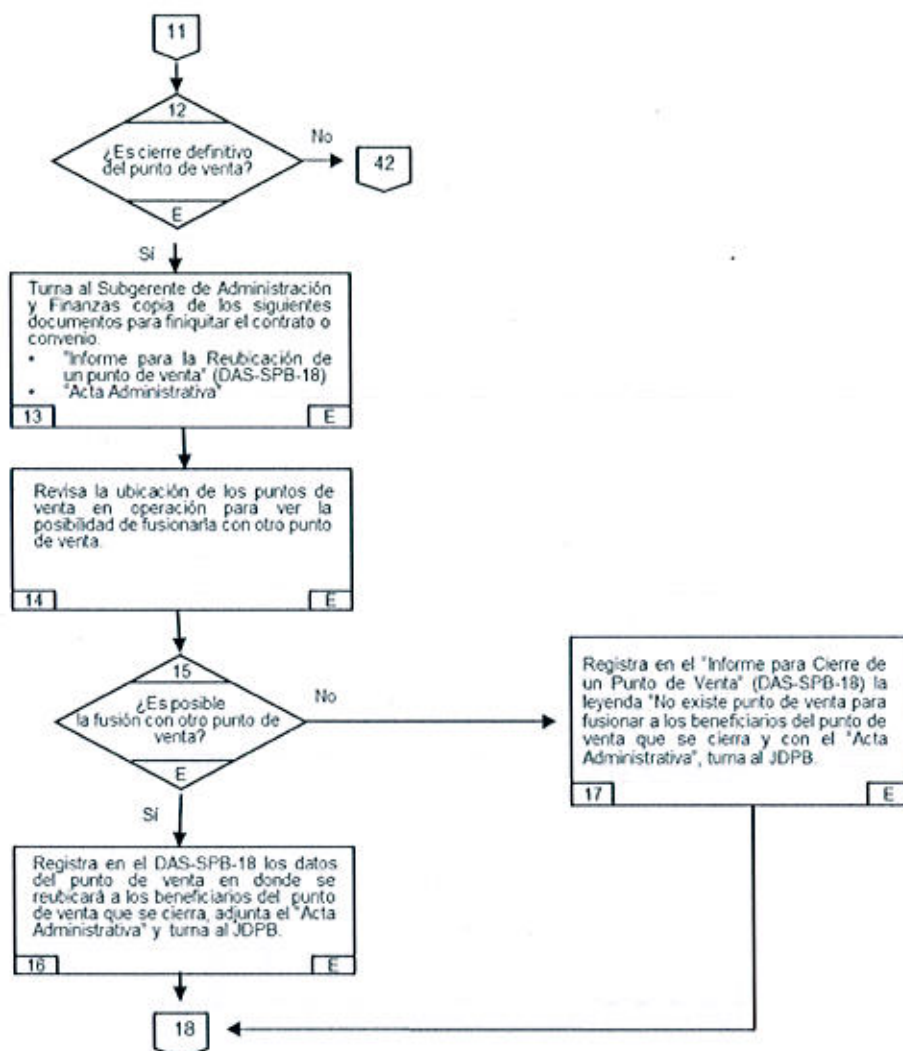 11
12
¿Es cierre definitivo
del punto de venta?
E
No
42
Sí
Turna al Subgerente de Administración
y Finanzas copia de los siguientes
documentos para finiquitar el contrato o
convenio.
• "Informe para la Reubicación de
un punto de venta" (DAS-SPB-18)
• "Acta Administrativa"
13
E
Revisa la ubicación de los puntos de
venta en operación para ver la
posibilidad de fusionarla con otro punto
de venta.
14
E
15
¿Es posible
la fusión con otro punto de
venta?
E
No
Registra en el "Informe para Cierre de
un Punto de Venta" (DAS-SPB-18) la
leyenda "No existe punto de venta para
fusionar a los beneficiarios del punto de
venta que se cierra y con el "Acta
Administrativa", turna al JDPB.
17
E
Sí
Registra en el DAS-SPB-18 los datos
del punto de venta en donde se
reubicará a los beneficiarios del punto
de venta que se cierra, adjunta el "Acta
Administrativa" y turna al JDPB.
16
E
18